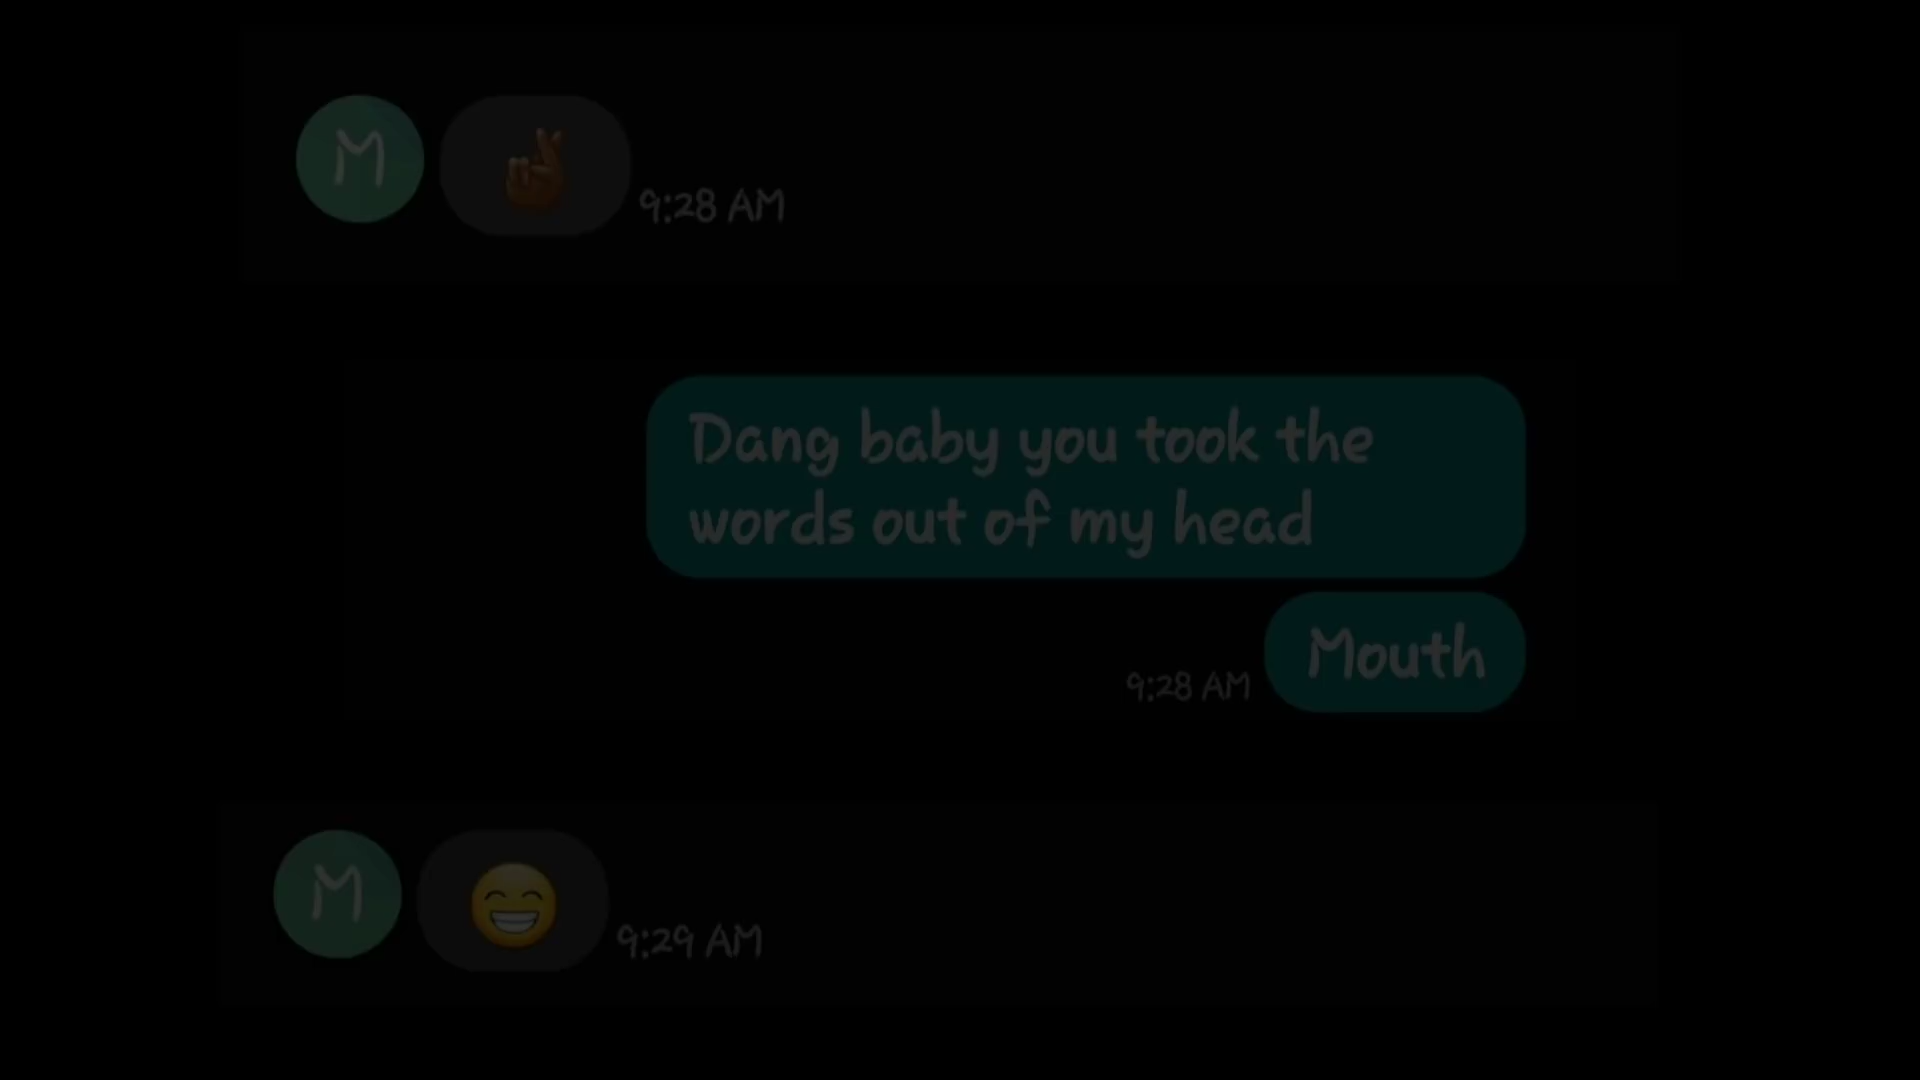 M 🤞🏾 9:28 AM
Dang baby you took the
words out of my head
Mouth
9:28 AM
M 😁 9:29 AM